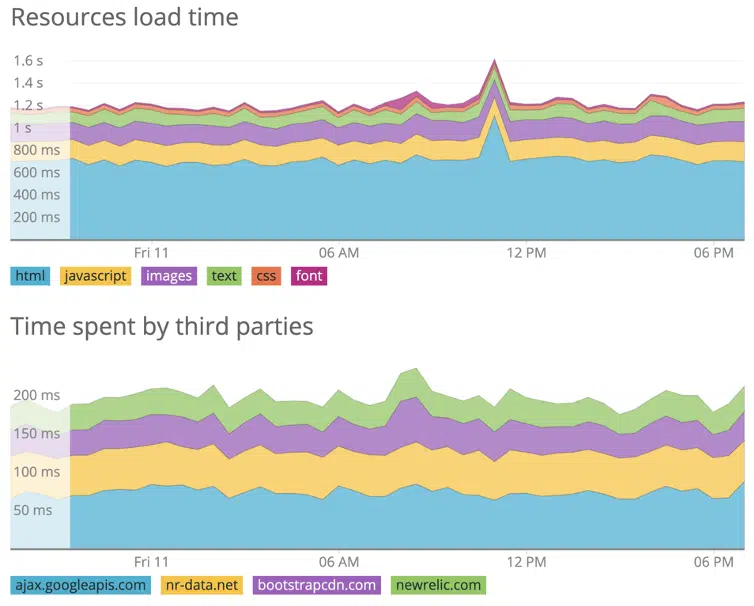 Resources load time
1.6 s
1.4 s
1.2 s
1 s
800 ms
600 ms
400 ms
200 ms
Fri 11 06 AM 12 PM 06 PM
html javascript images text css font
Time spent by third parties
200 ms
150 ms
100 ms
50 ms
Fri 11 06 AM 12 PM 06 PM
ajax.googleapis.com nr-data.net bootstrapcdn.com newrelic.com